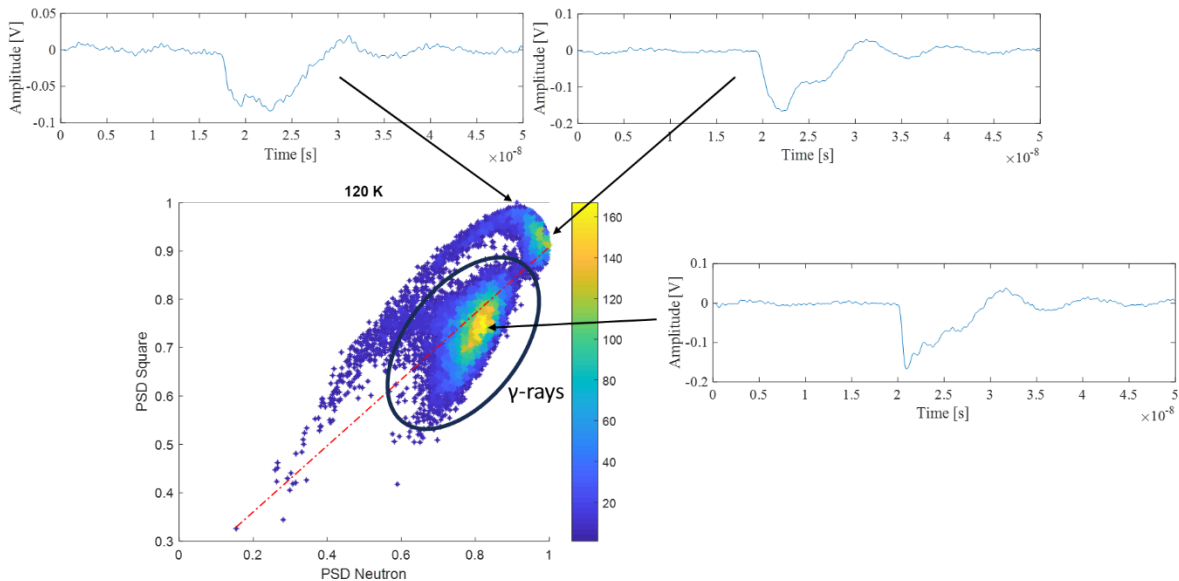 0.05
0
-0.05
-0.1
Amplitude [V]
0 0.5 1 1.5 2 2.5 3 3.5 4 4.5 5
Time [s]
×10⁻⁸
0.1
0
-0.1
-0.2
Amplitude [V]
0 0.5 1 1.5 2 2.5 3 3.5 4 4.5 5
Time [s]
×10⁻⁸
120 K
1
0.9
0.8
0.7
0.6
0.5
0.4
0.3
PSD Square
0 0.2 0.4 0.6 0.8 1
PSD Neutron
γ-rays
160
140
120
100
80
60
40
20
0.1
0
-0.1
-0.2
Amplitude [V]
0 0.5 1 1.5 2 2.5 3 3.5 4 4.5 5
Time [s]
×10⁻⁸